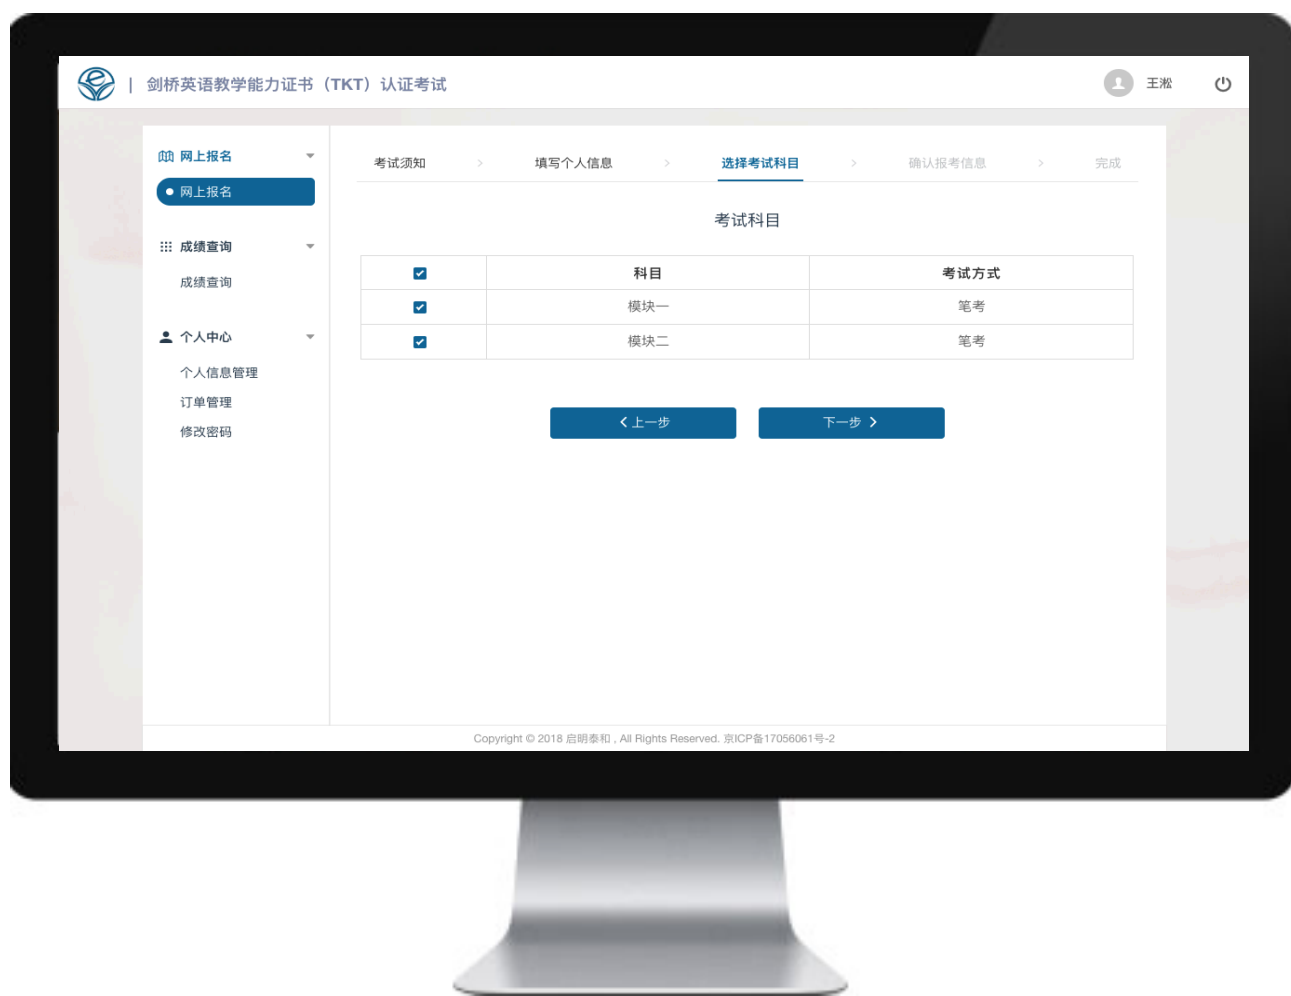 | 剑桥英语教学能力证书（TKT）认证考试
王淞
网上报名
网上报名
成绩查询
成绩查询
个人中心
个人信息管理
订单管理
修改密码
考试须知 > 填写个人信息 > 选择考试科目 > 确认报考信息 > 完成
考试科目
科目 考试方式
模块一 笔考
模块二 笔考
上一步 下一步
Copyright © 2018 启明泰和 , All Rights Reserved. 京ICP备17056061号-2